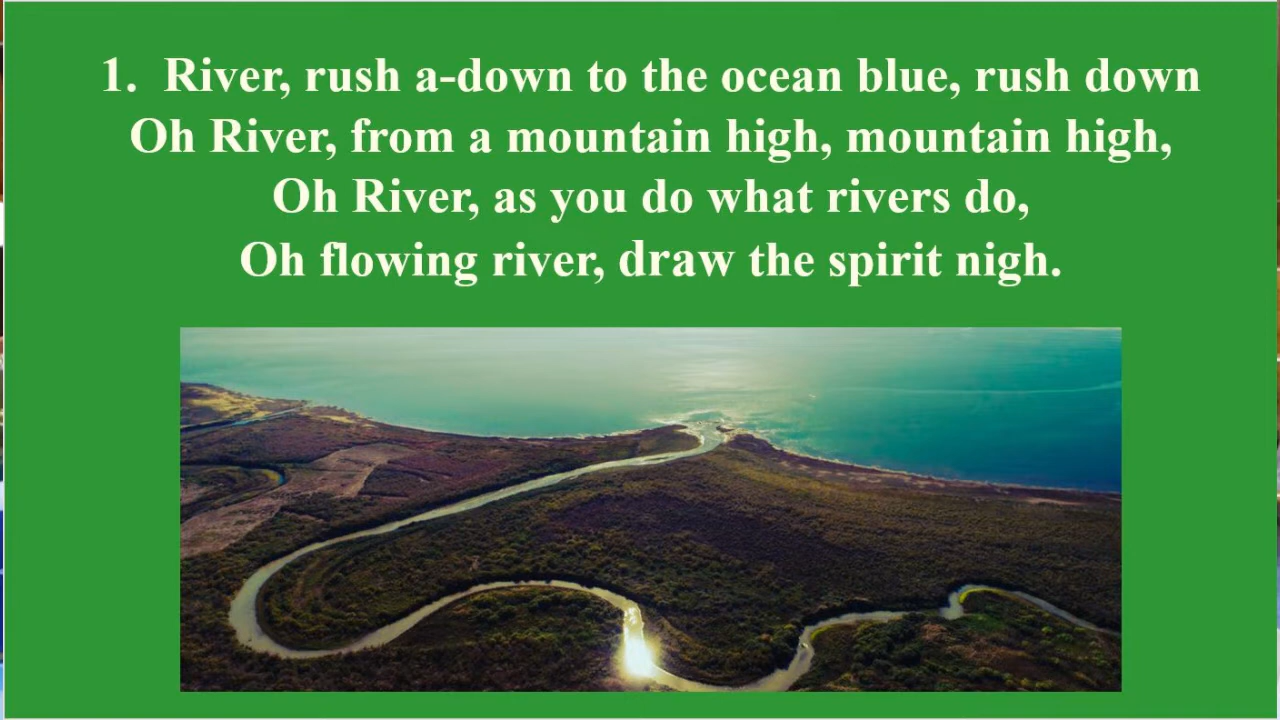 1. River, rush a-down to the ocean blue, rush down
Oh River, from a mountain high, mountain high,
Oh River, as you do what rivers do,
Oh flowing river, draw the spirit nigh.